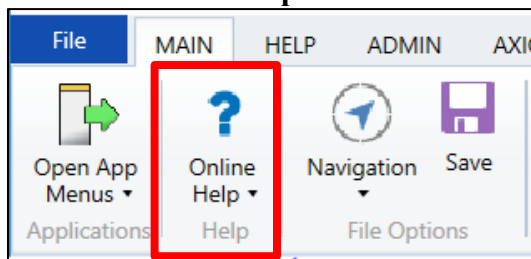 File MAIN HELP ADMIN
Open App Menus Online Help Navigation Save
Applications Help File Options